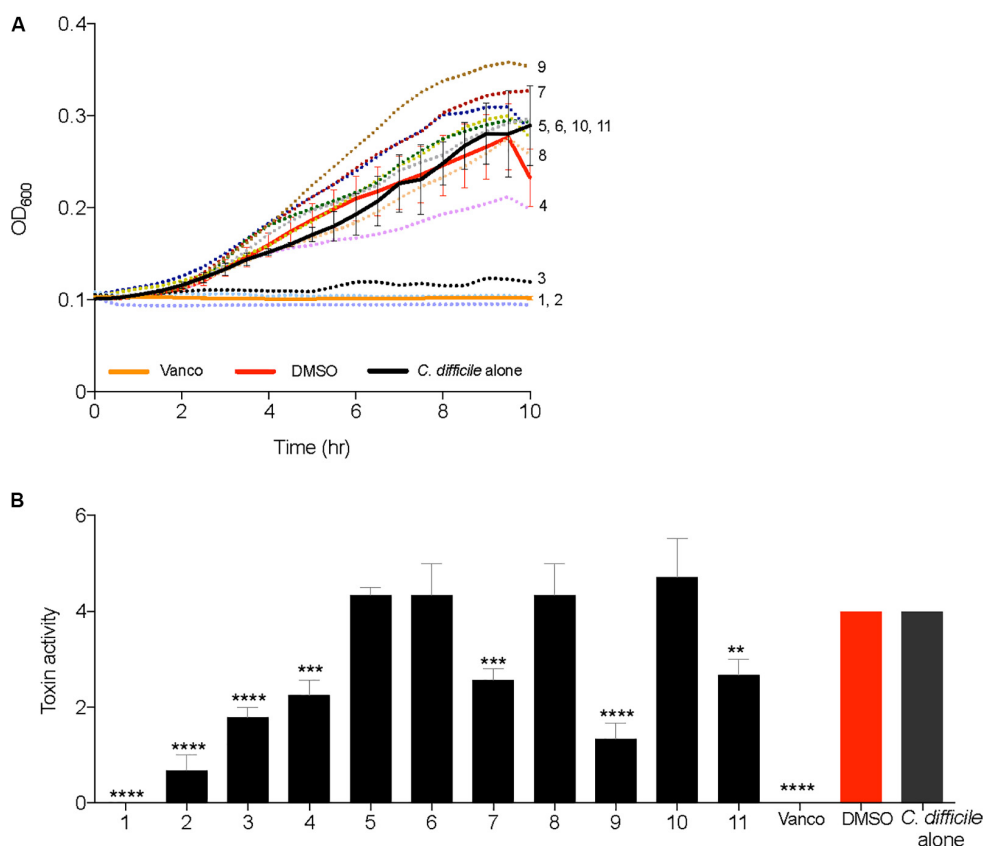 A
0.4
0.3
0.2
0.1
0
OD600
9
7
5, 6, 10, 11
8
4
3
1, 2
Vanco DMSO C. difficile alone
0 2 4 6 8 10
Time (hr)
B
6
4
2
0
Toxin activity
**** **** **** *** *** **** ** ****
1 2 3 4 5 6 7 8 9 10 11 Vanco DMSO C. difficile
alone